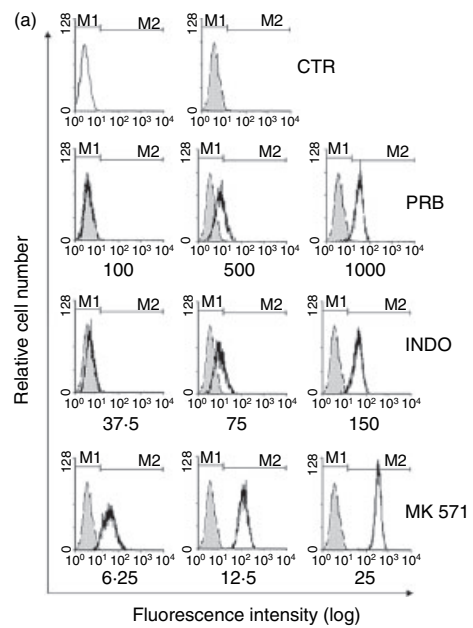 (a)
M1 M2 M1 M2
128 128
CTR
0 0
10⁰ 10¹ 10² 10³ 10⁴ 10⁰ 10¹ 10² 10³ 10⁴
M1 M2 M1 M2 M1 M2
128 128 128
PRB
0 0 0
10⁰ 10¹ 10² 10³ 10⁴ 10⁰ 10¹ 10² 10³ 10⁴ 10⁰ 10¹ 10² 10³ 10⁴
100 500 1000
Relative cell number
M1 M2 M1 M2 M1 M2
128 128 128
INDO
0 0 0
10⁰ 10¹ 10² 10³ 10⁴ 10⁰ 10¹ 10² 10³ 10⁴ 10⁰ 10¹ 10² 10³ 10⁴
37·5 75 150
M1 M2 M1 M2 M1 M2
128 128 128
MK 571
0 0 0
10⁰ 10¹ 10² 10³ 10⁴ 10⁰ 10¹ 10² 10³ 10⁴ 10⁰ 10¹ 10² 10³ 10⁴
6·25 12·5 25
Fluorescence intensity (log)